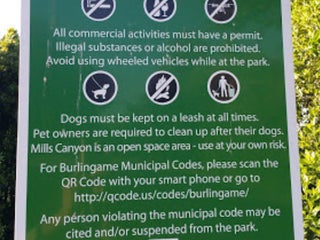 All commercial activities must have a permit.
Illegal substances or alcohol are prohibited.
Avoid using wheeled vehicles while at the park.
Dogs must be kept on a leash at all times.
Pet owners are required to clean up after their dogs.
Mills Canyon is an open space area - use at your own risk.
For Burlingame Municipal Codes, please scan the
QR Code with your smart phone or go to
http://qcode.us/codes/burlingame/
Any person violating the municipal code may be
cited and/or suspended from the park.